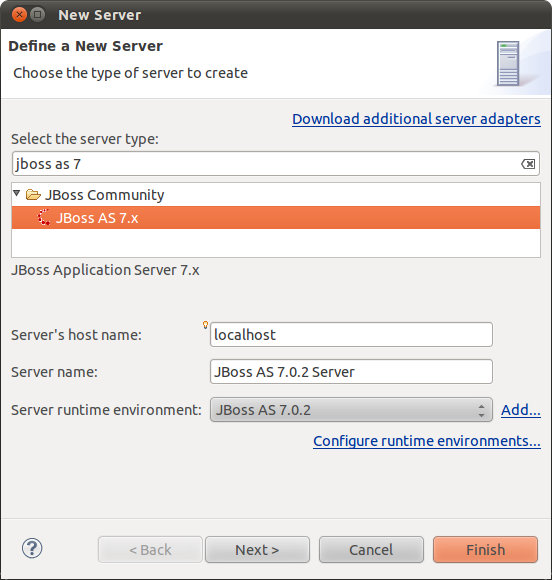 New Server
Define a New Server
Choose the type of server to create
Download additional server adapters
Select the server type:
jboss as 7
JBoss Community
JBoss AS 7.x
JBoss Application Server 7.x
Server's host name: localhost
Server name: JBoss AS 7.0.2 Server
Server runtime environment: JBoss AS 7.0.2 Add...
Configure runtime environments...
? < Back Next > Cancel Finish